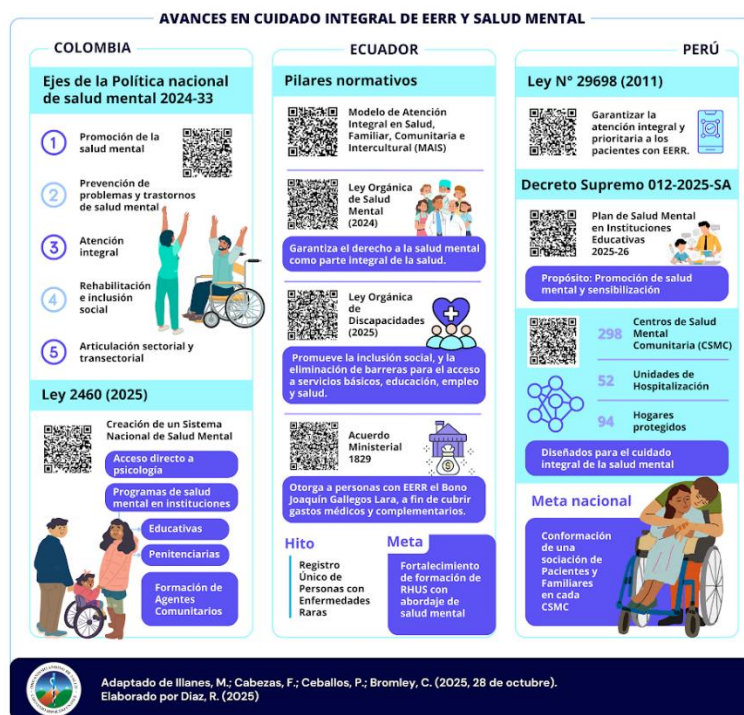 AVANCES EN CUIDADO INTEGRAL DE EERR Y SALUD MENTAL
COLOMBIA
Ejes de la Política nacional
de salud mental 2024-33
1
Promoción de la
salud mental
2
Prevención de
problemas y trastornos
de salud mental
3
Atención
integral
4
Rehabilitación
e inclusión
social
5
Articulación sectorial y
transectorial
Ley 2460 (2025)
Creación de un Sistema
Nacional de Salud Mental
Acceso directo a
psicología
Programas de salud
mental en instituciones
Educativas
Penitenciarias
Formación de
Agentes
Comunitarios
ECUADOR
Pilares normativos
Modelo de Atención
Integral en Salud,
Familiar, Comunitaria e
Intercultural (MAIS)
Ley Orgánica
de Salud
Mental
(2024)
Garantiza el derecho a la salud mental
como parte integral de la salud.
Ley Orgánica
de
Discapacidades
(2025)
Promueve la inclusión social, y la
eliminación de barreras para el acceso
a servicios básicos, educación, empleo
y salud.
Acuerdo
Ministerial
1829
Otorga a personas con EERR el Bono
Joaquín Gallegos Lara, a fin de cubrir
gastos médicos y complementarios.
Hito
Registro
Único de
Personas con
Enfermedades
Raras
Meta
Fortalecimiento
de formación de
RHUS con
abordaje de
salud mental
PERÚ
Ley N° 29698 (2011)
Garantizar la
atención integral y
prioritaria a los
pacientes con EERR.
Decreto Supremo 012-2025-SA
Plan de Salud Mental
en Instituciones
Educativas
2025-26
Propósito: Promoción de salud
mental y sensibilización
298
Centros de Salud
Mental
Comunitaria (CSMC)
52
Unidades de
Hospitalización
94
Hogares
protegidos
Diseñados para el cuidado
integral de la salud mental
Meta nacional
Conformación
de una
sociación de
Pacientes y
Familiares
en cada
CSMC
Adaptado de Illanes, M.; Cabezas, F.; Ceballos, P.; Bromley, C. (2025, 28 de octubre).
Elaborado por Diaz, R. (2025)